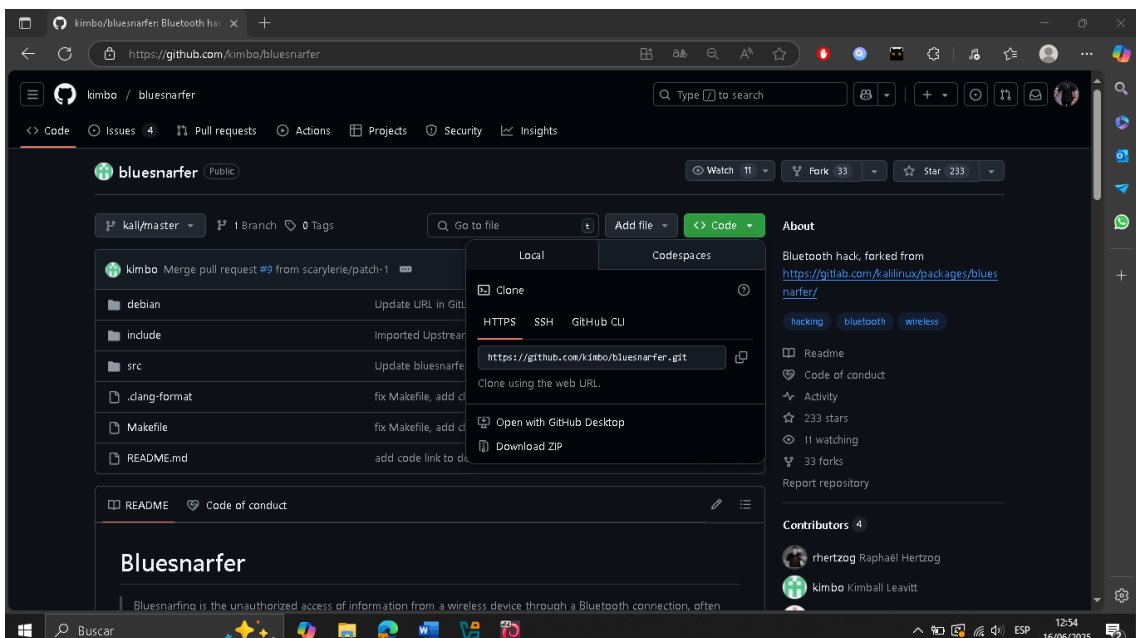 kimbo/bluesnarfer: Bluetooth hac
https://github.com/kimbo/bluesnarfer
kimbo / bluesnarfer
Type / to search
Code
Issues 4
Pull requests
Actions
Projects
Security
Insights
bluesnarfer Public
Watch 11
Fork 33
Star 233
kali/master
1 Branch
0 Tags
Go to file
t
Add file
Code
kimbo Merge pull request #9 from scarylerie/patch-1
debian Update URL in GitL
include Imported Upstrear
src Update bluesnarfe
.clang-format fix Makefile, add cl
Makefile fix Makefile, add cl
README.md add code link to de
Local
Codespaces
Clone
HTTPS SSH GitHub CLI
https://github.com/kimbo/bluesnarfer.git
Clone using the web URL.
Open with GitHub Desktop
Download ZIP
README
Code of conduct
Bluesnarfer
Bluesnarfing is the unauthorized access of information from a wireless device through a Bluetooth connection, often
About
Bluetooth hack, forked from
https://gitlab.com/kalilinux/packages/blues
narfer/
hacking bluetooth wireless
Readme
Code of conduct
Activity
233 stars
11 watching
33 forks
Report repository
Contributors 4
rhertzog Raphaël Hertzog
kimbo Kimball Leavitt
Buscar
ESP
12:54
16/06/2025